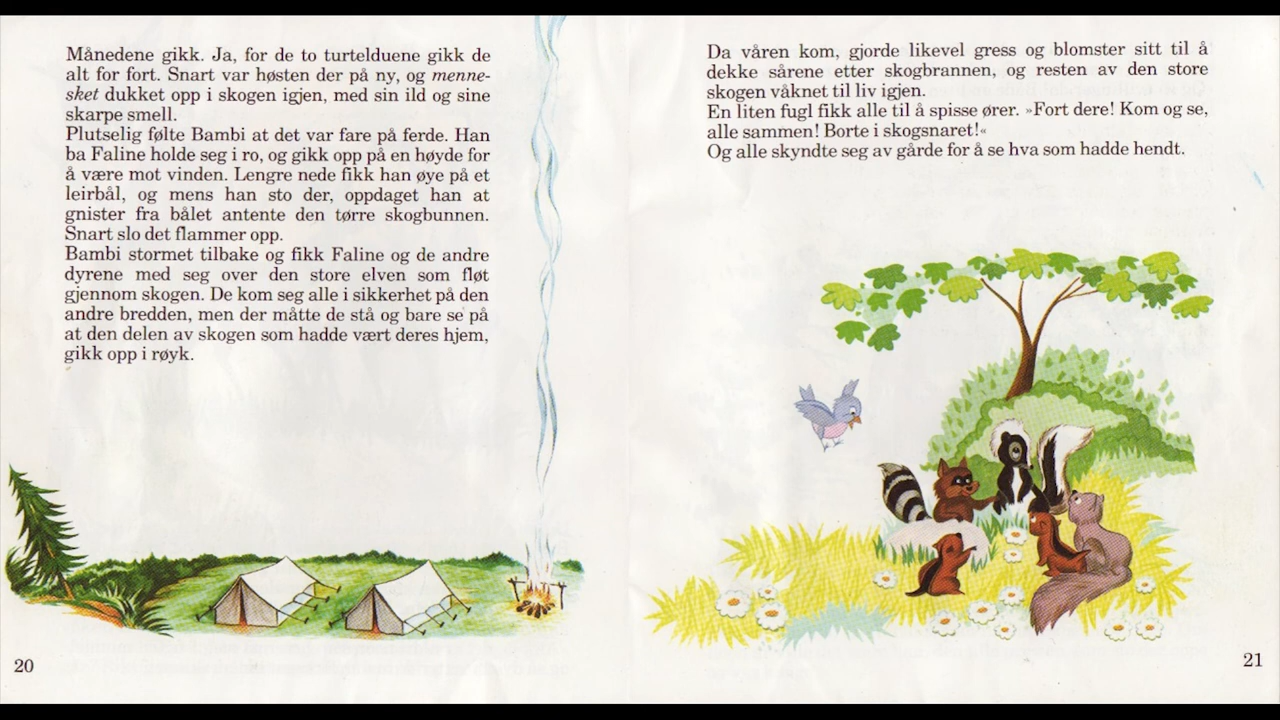 Månedene gikk. Ja, for de to turtelduene gikk de
alt for fort. Snart var høsten der på ny, og menne-
sket dukket opp i skogen igjen, med sin ild og sine
skarpe smell.
Plutselig følte Bambi at det var fare på ferde. Han
ba Faline holde seg i ro, og gikk opp på en høyde for
å være mot vinden. Lengre nede fikk han øye på et
leirbål, og mens han sto der, oppdaget han at
gnister fra bålet antente den tørre skogbunnen.
Snart slo det flammer opp.
Bambi stormet tilbake og fikk Faline og de andre
dyrene med seg over den store elven som fløt
gjennom skogen. De kom seg alle i sikkerhet på den
andre bredden, men der måtte de stå og bare se på
at den delen av skogen som hadde vært deres hjem,
gikk opp i røyk.
20
Da våren kom, gjorde likevel gress og blomster sitt til å
dekke sårene etter skogbrannen, og resten av den store
skogen våknet til liv igjen.
En liten fugl fikk alle til å spisse ører. »Fort dere! Kom og se,
alle sammen! Borte i skogsnaret!«
Og alle skyndte seg av gårde for å se hva som hadde hendt.
21